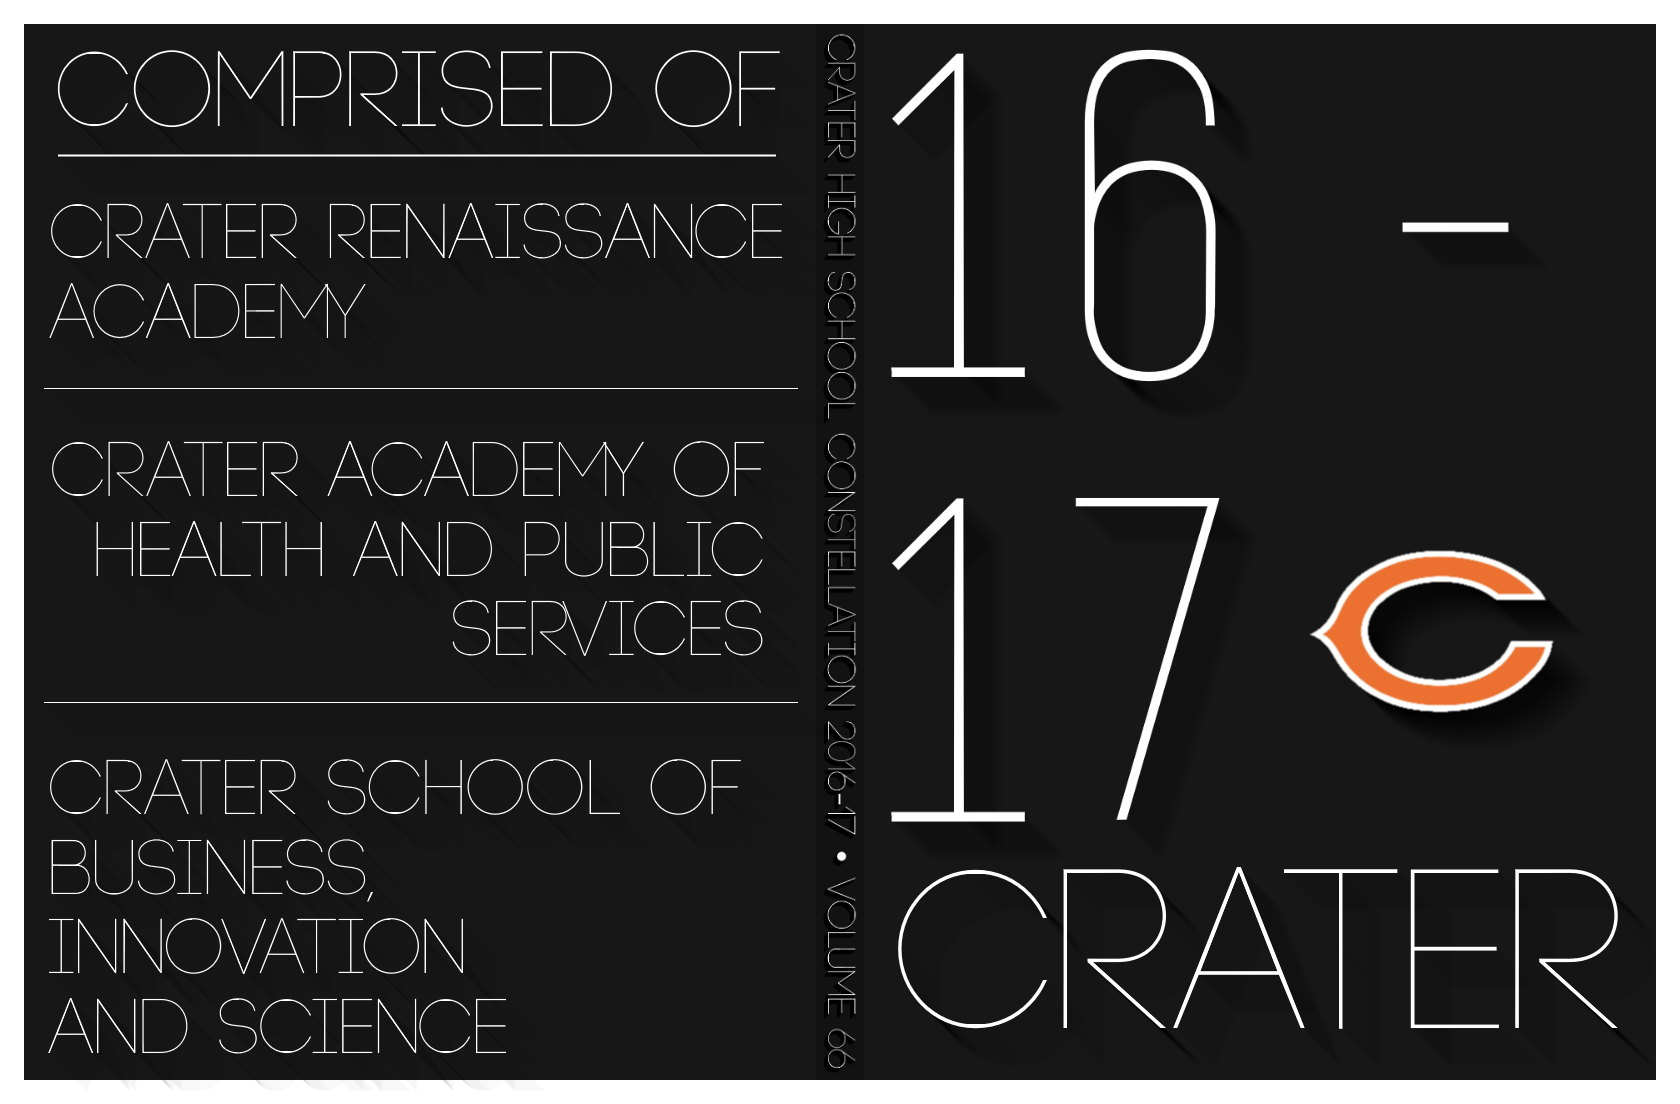 COMPRISED OF
CRATER RENAISSANCE
ACADEMY
CRATER ACADEMY OF
HEALTH AND PUBLIC
SERVICES
CRATER SCHOOL OF
BUSINESS,
INNOVATION
AND SCIENCE
CRATER HIGH SCHOOL CONSTELLATION 2016-17 • VOLUME 66
16 -
17 C
CRATER